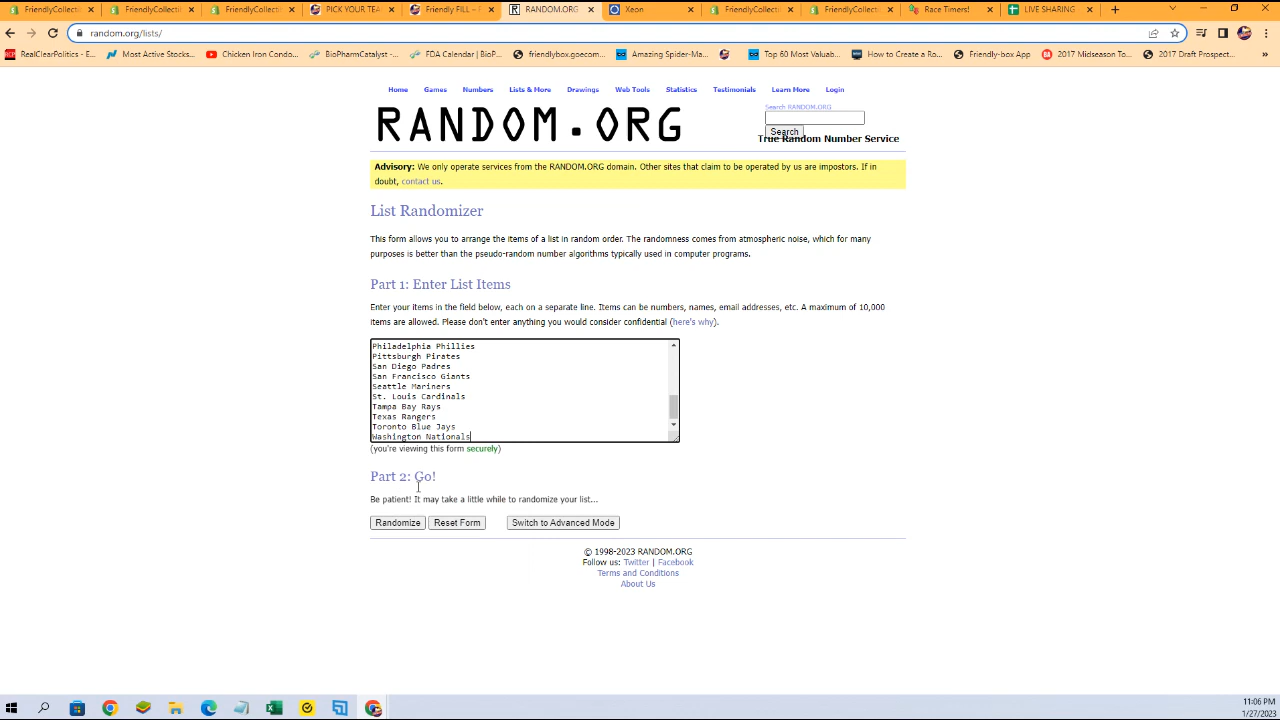 FriendlyCollecti
FriendlyCollecti
FriendlyCollecti
PICK YOUR TEA
Friendly FILL –
RANDOM.ORG
Xeon
FriendlyCollecti
FriendlyCollecti
Race Timers!
LIVE SHARING
random.org/lists/
RealClearPolitics - E...
Most Active Stocks...
Chicken Iron Condo...
BioPharmCatalyst -...
FDA Calendar | BioP...
friendlybox.goecom...
Amazing Spider-Ma...
Top 60 Most Valuab...
How to Create a Ro...
Friendly-box App
2017 Midseason To...
2017 Draft Prospect...
Home Games Numbers Lists & More Drawings Web Tools Statistics Testimonials Learn More Login
RANDOM.ORG
Search RANDOM.ORG
Search
True Random Number Service
Advisory: We only operate services from the RANDOM.ORG domain. Other sites that claim to be operated by us are impostors. If in
doubt, contact us.
List Randomizer
This form allows you to arrange the items of a list in random order. The randomness comes from atmospheric noise, which for many
purposes is better than the pseudo-random number algorithms typically used in computer programs.
Part 1: Enter List Items
Enter your items in the field below, each on a separate line. Items can be numbers, names, email addresses, etc. A maximum of 10,000
items are allowed. Please don't enter anything you would consider confidential (here's why).
Philadelphia Phillies
Pittsburgh Pirates
San Diego Padres
San Francisco Giants
Seattle Mariners
St. Louis Cardinals
Tampa Bay Rays
Texas Rangers
Toronto Blue Jays
Washington Nationals
(you're viewing this form securely)
Part 2: Go!
Be patient! It may take a little while to randomize your list...
Randomize Reset Form Switch to Advanced Mode
© 1998-2023 RANDOM.ORG
Follow us: Twitter | Facebook
Terms and Conditions
About Us
11:06 PM
1/27/2023